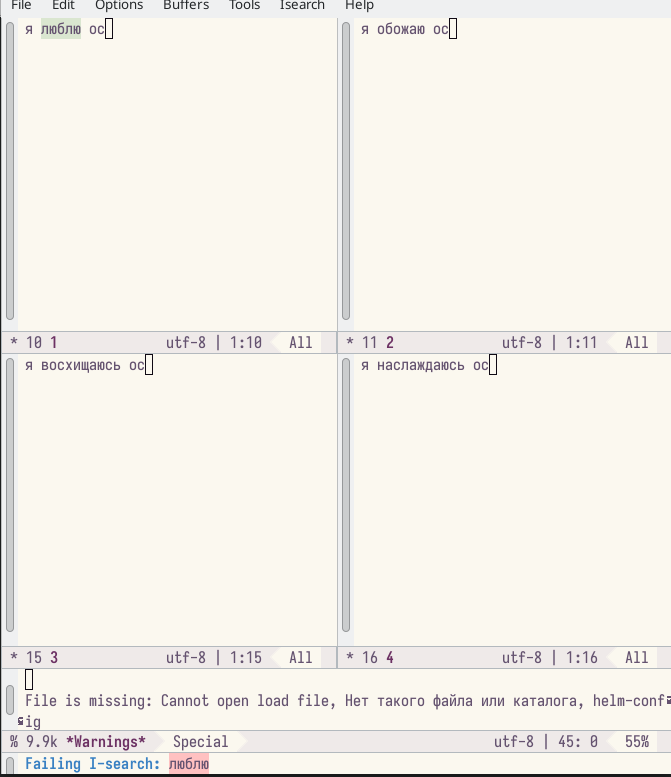 File Edit Options Buffers Tools Isearch Help
я люблю ос
я обожаю ос
* 10 1 utf-8 | 1:10 All
* 11 2 utf-8 | 1:11 All
я восхищаюсь ос
я наслаждаюсь ос
* 15 3 utf-8 | 1:15 All
* 16 4 utf-8 | 1:16 All
File is missing: Cannot open load file, Нет такого файла или каталога, helm-conf
ig
% 9.9k *Warnings* Special utf-8 | 45: 0 55%
Failing I-search: люблю